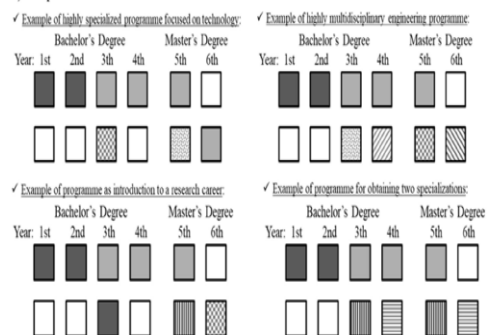 ✓ Example of highly specialized programme focused on technology:
Bachelor's Degree Master's Degree
Year: 1st 2nd 3th 4th 5th 6th
✓ Example of highly multidisciplinary engineering programme:
Bachelor's Degree Master's Degree
Year: 1st 2nd 3th 4th 5th 6th
✓ Example of programme as introduction to a research career:
Bachelor's Degree Master's Degree
Year: 1st 2nd 3th 4th 5th 6th
✓ Example of programme for obtaining two specializations:
Bachelor's Degree Master's Degree
Year: 1st 2nd 3th 4th 5th 6th